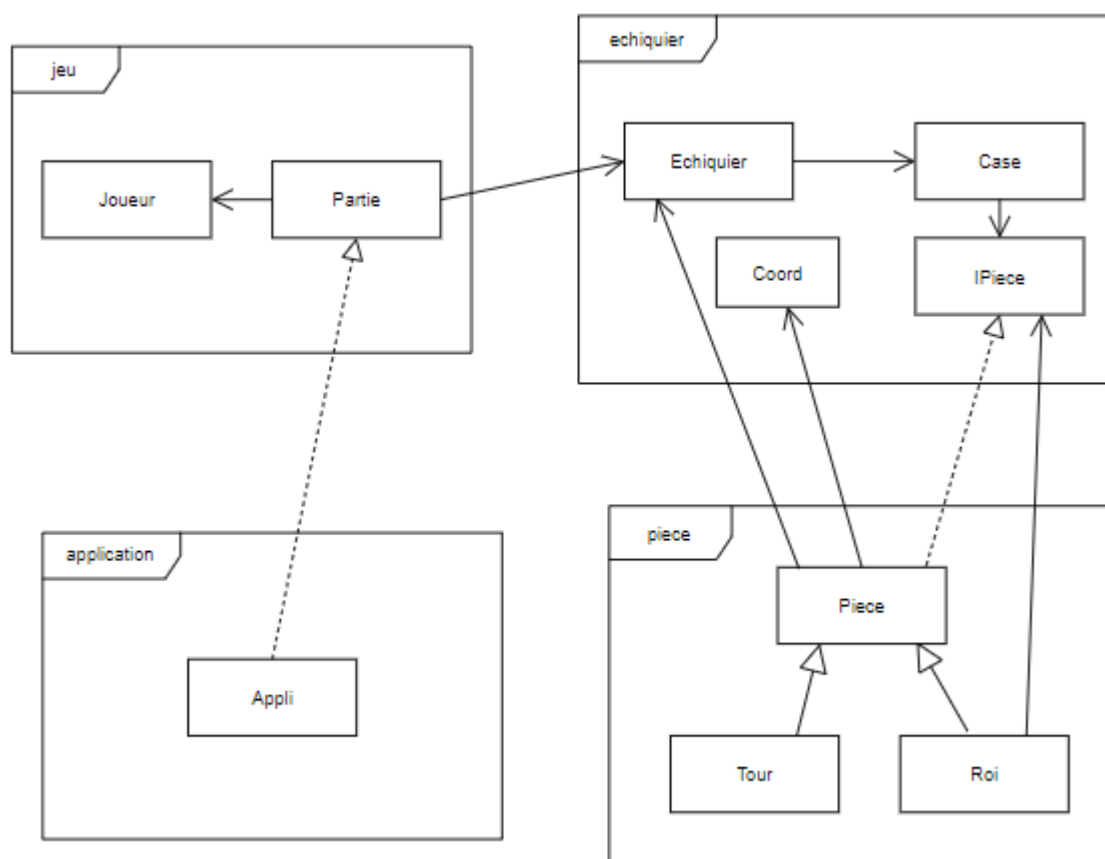 jeu
Joueur
Partie
echiquier
Echiquier
Case
Coord
IPiece
application
Appli
piece
Piece
Tour
Roi